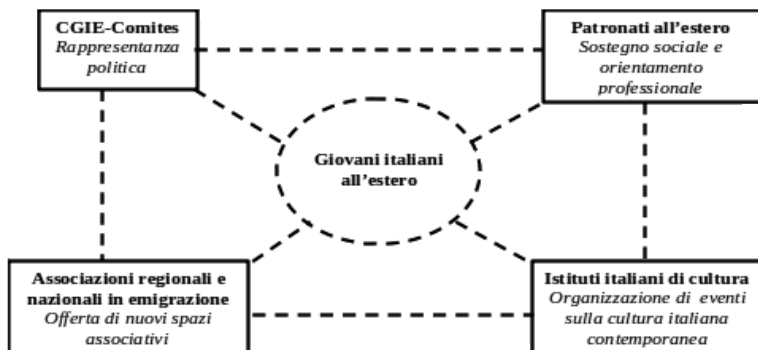 CGIE-Comites
Rappresentanza
politica
Patronati all'estero
Sostegno sociale e
orientamento
professionale
Giovani italiani
all'estero
Associazioni regionali e
nazionali in emigrazione
Offerta di nuovi spazi
associativi
Istituti italiani di cultura
Organizzazione di eventi
sulla cultura italiana
contemporanea